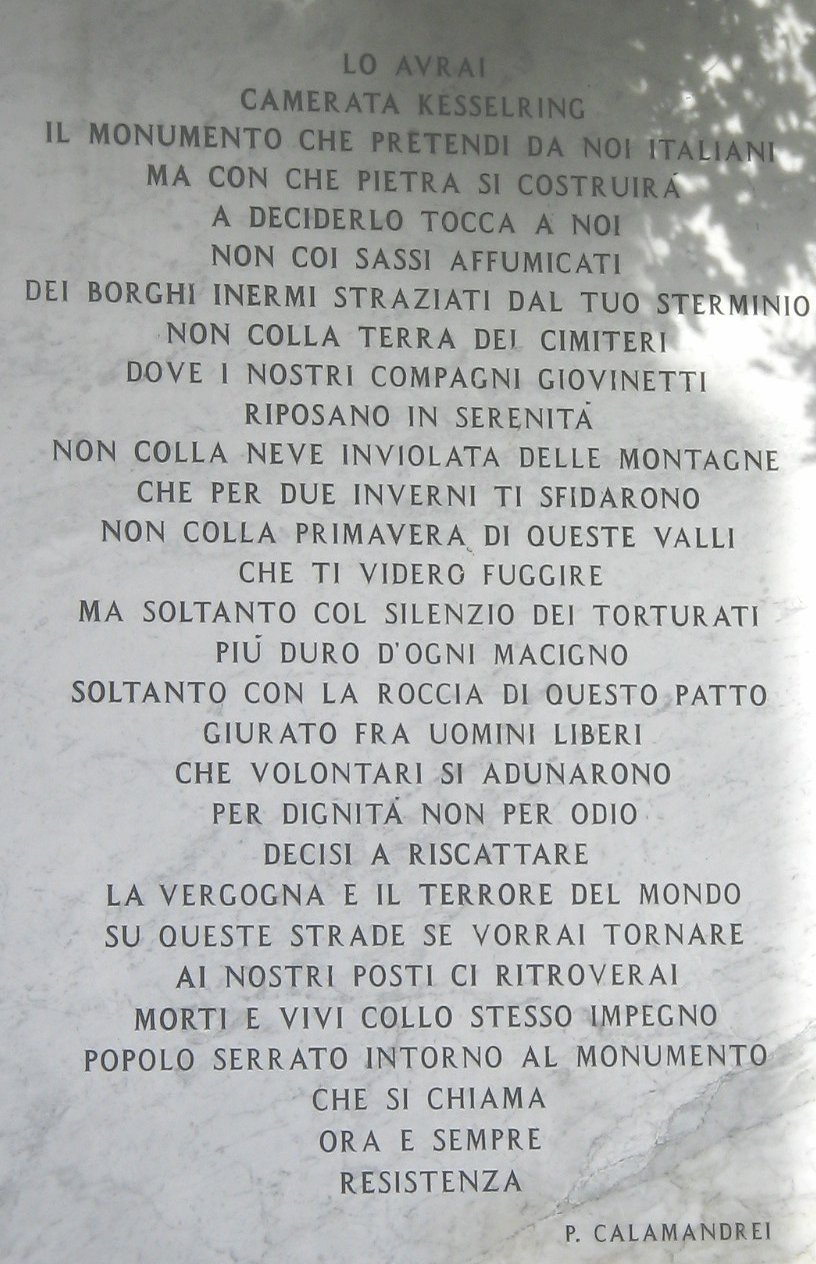 LO AVRAI
CAMERATA KESSELRING
IL MONUMENTO CHE PRETENDI DA NOI ITALIANI
MA CON CHE PIETRA SI COSTRUIRÁ
A DECIDERLO TOCCA A NOI
NON COI SASSI AFFUMICATI
DEI BORGHI INERMI STRAZIATI DAL TUO STERMINIO
NON COLLA TERRA DEI CIMITERI
DOVE I NOSTRI COMPAGNI GIOVINETTI
RIPOSANO IN SERENITÁ
NON COLLA NEVE INVIOLATA DELLE MONTAGNE
CHE PER DUE INVERNI TI SFIDARONO
NON COLLA PRIMAVERA DI QUESTE VALLI
CHE TI VIDERO FUGGIRE
MA SOLTANTO COL SILENZIO DEI TORTURATI
PIÚ DURO D'OGNI MACIGNO
SOLTANTO CON LA ROCCIA DI QUESTO PATTO
GIURATO FRA UOMINI LIBERI
CHE VOLONTARI SI ADUNARONO
PER DIGNITÁ NON PER ODIO
DECISI A RISCATTARE
LA VERGOGNA E IL TERRORE DEL MONDO
SU QUESTE STRADE SE VORRAI TORNARE
AI NOSTRI POSTI CI RITROVERAI
MORTI E VIVI COLLO STESSO IMPEGNO
POPOLO SERRATO INTORNO AL MONUMENTO
CHE SI CHIAMA
ORA E SEMPRE
RESISTENZA
P. CALAMANDREI